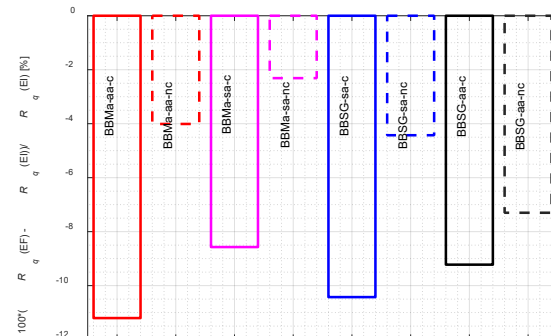 0
-2
-4
-6
-8
-10
-12
100*( R q (EF) - R q (EI))/ R q (EI) [%]
BBMa-aa-c
BBMa-aa-nc
BBMa-sa-c
BBMa-sa-nc
BBSG-sa-c
BBSG-sa-nc
BBSG-aa-c
BBSG-aa-nc